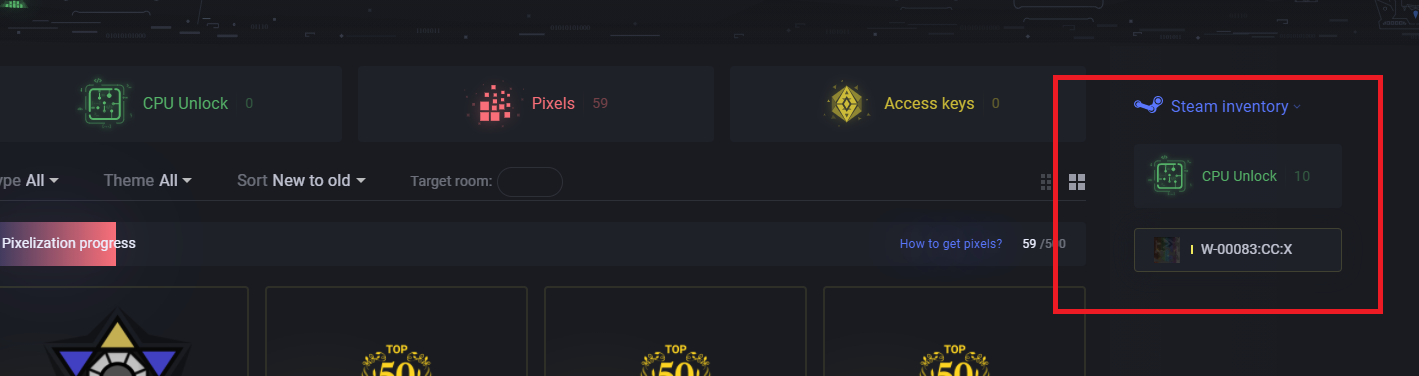 CPU Unlock 0
Pixels 59
Access keys 0
Steam inventory
ype All
Theme All
Sort New to old
Target room:
CPU Unlock 10
Pixelization progress
How to get pixels? 59 /500
W-00083:CC:X
TOP
50
TOP
50
TOP
50